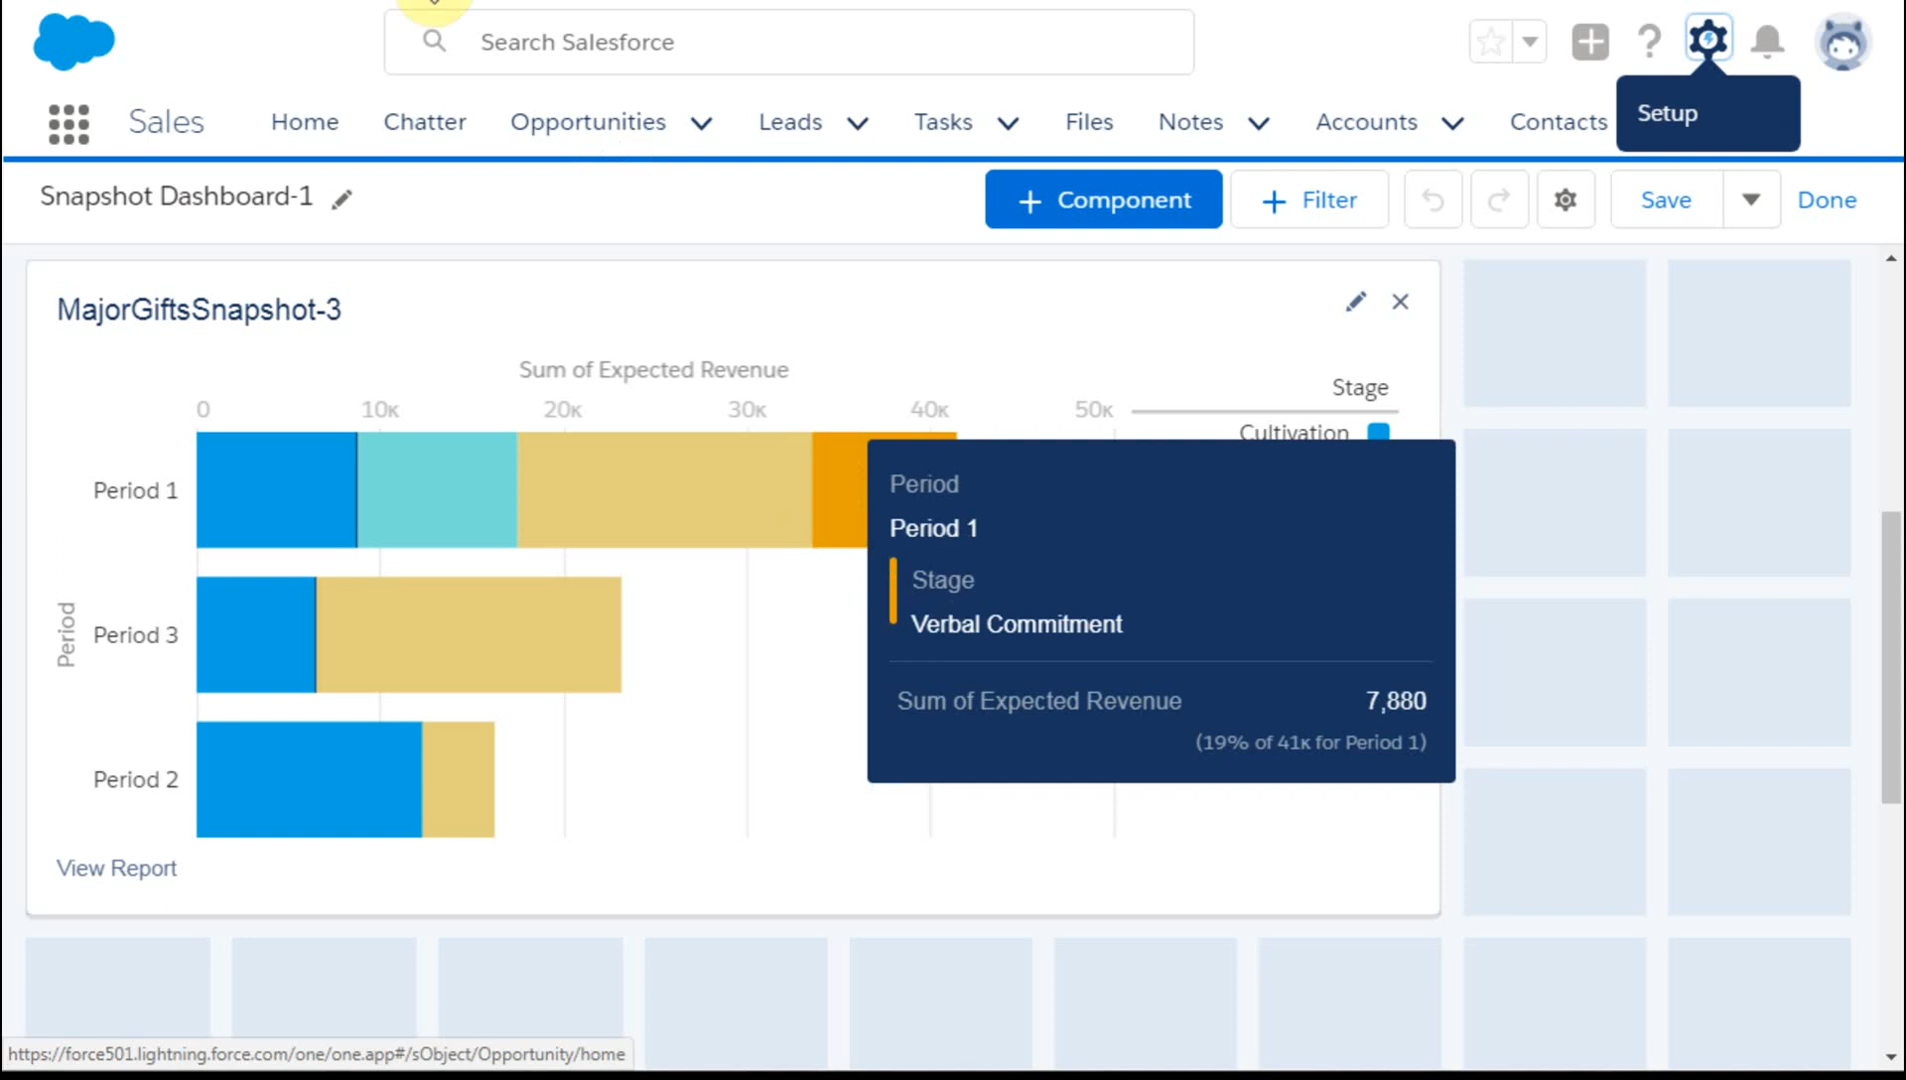 Search Salesforce
Sales Home Chatter Opportunities Leads Tasks Files Notes Accounts Contacts
Setup
Snapshot Dashboard-1
+ Component
+ Filter
Save
Done
MajorGiftsSnapshot-3
Sum of Expected Revenue
0 10K 20K 30K 40K 50K
Stage
Cultivation
Period
Period 1
Period 3
Period 2
Period
Period 1
Stage
Verbal Commitment
Sum of Expected Revenue 7,880
(19% of 41K for Period 1)
View Report
https://force501.lightning.force.com/one/one.app#/sObject/Opportunity/home